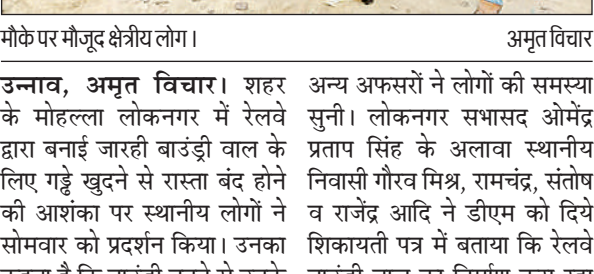 मौके पर मौजूद क्षेत्रीय लोग।
अमृत विचार
उन्नाव, अमृत विचार। शहर
के मोहल्ला लोकनगर में रेलवे
द्वारा बनाई जारही बाउंड्री वाल के
लिए गड्ढे खुदने से रास्ता बंद होने
की आशंका पर स्थानीय लोगों ने
सोमवार को प्रदर्शन किया। उनका
अन्य अफसरों ने लोगों की समस्या
सुनी। लोकनगर सभासद ओमेंद्र
प्रताप सिंह के अलावा स्थानीय
निवासी गौरव मिश्र, रामचंद्र, संतोष
व राजेंद्र आदि ने डीएम को दिये
शिकायती पत्र में बताया कि रेलवे